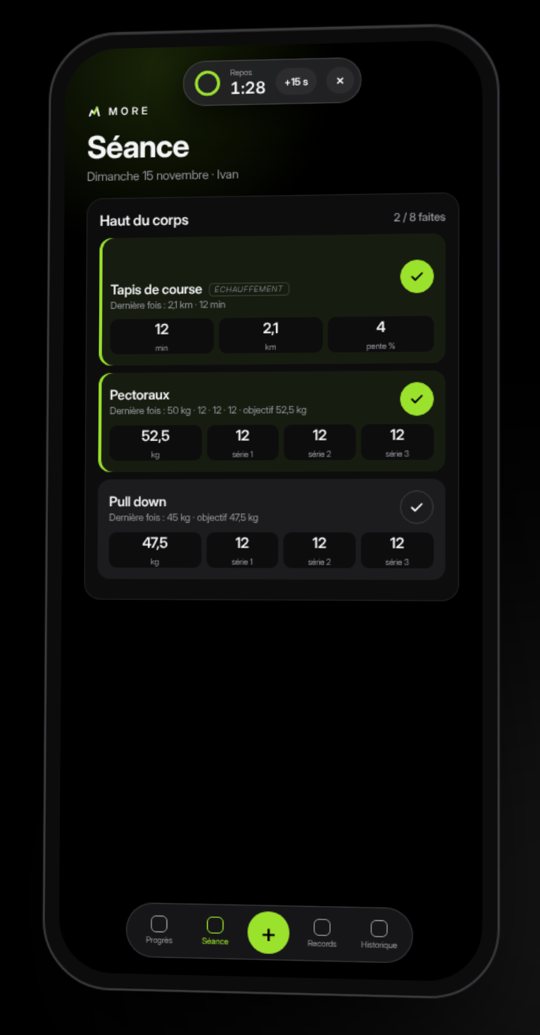 Repos
1:28
+15 s
×
MORE
Séance
Dimanche 15 novembre · Ivan
Haut du corps
2 / 8 faites
Tapis de course
ÉCHAUFFEMENT
Dernière fois : 2,1 km · 12 min
12
2,1
4
min
km
pente %
Pectoraux
Dernière fois : 50 kg · 12 · 12 · 12 · objectif 52,5 kg
52,5
12
12
12
kg
série 1
série 2
série 3
Pull down
Dernière fois : 45 kg · objectif 47,5 kg
47,5
12
12
12
kg
série 1
série 2
série 3
Progrès
Séance
+
Records
Historique